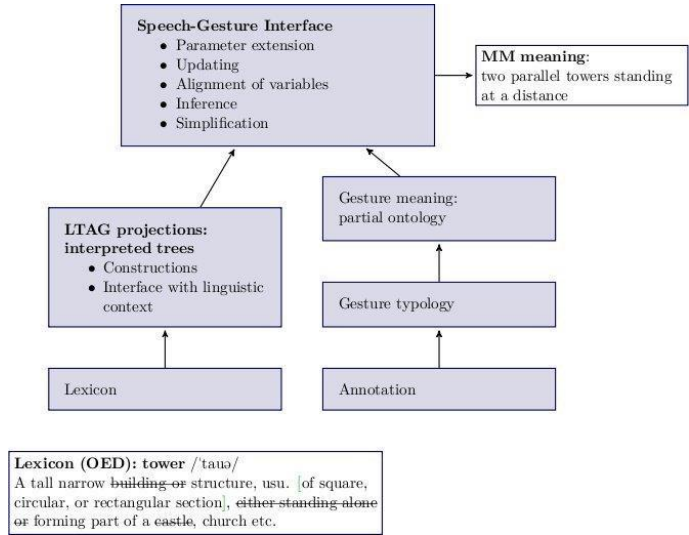 Speech-Gesture Interface
• Parameter extension
• Updating
• Alignment of variables
• Inference
• Simplification
MM meaning:
two parallel towers standing
at a distance
Gesture meaning:
partial ontology
LTAG projections:
interpreted trees
• Constructions
• Interface with linguistic
context
Gesture typology
Lexicon
Annotation
Lexicon (OED): tower /'tauə/
A tall narrow building or structure, usu. [of square,
circular, or rectangular section], either standing alone
or forming part of a castle, church etc.